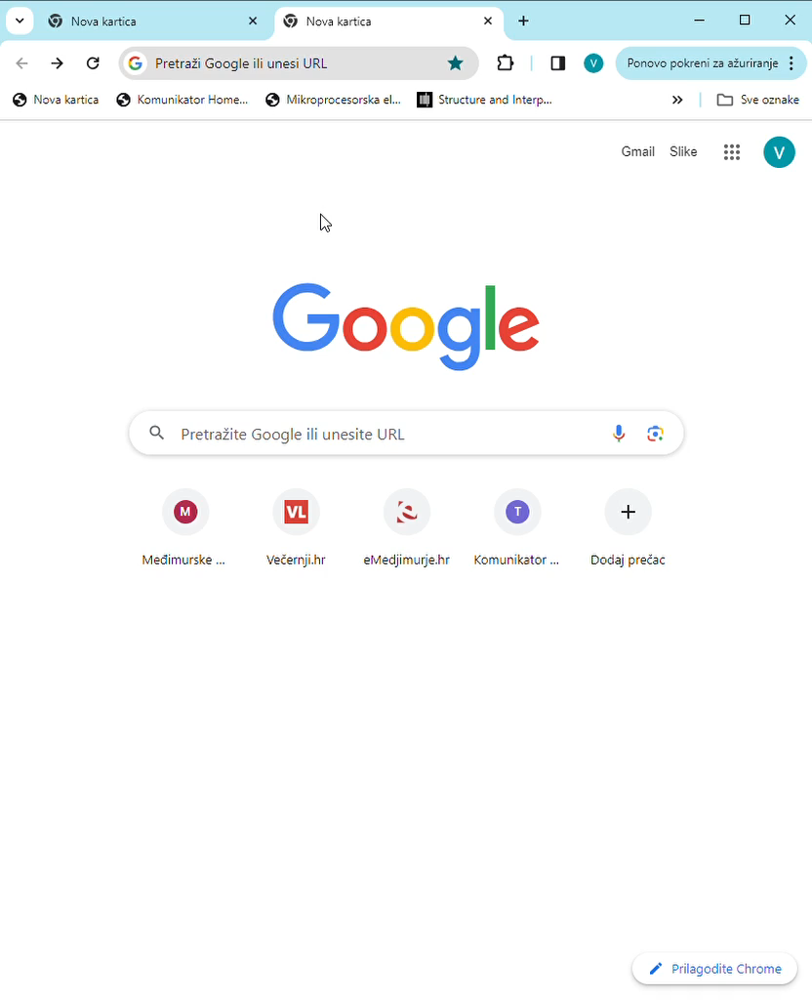 Nova kartica
Nova kartica
Pretraži Google ili unesi URL
V
Ponovo pokreni za ažuriranje
Nova kartica
Komunikator Home...
Mikroprocesorska el...
Structure and Interp...
Sve oznake
Gmail
Slike
V
Google
Pretražite Google ili unesite URL
M
VL
e
T
Međimurske ...
Večernji.hr
eMedjimurje.hr
Komunikator ...
Dodaj prečac
Prilagodite Chrome